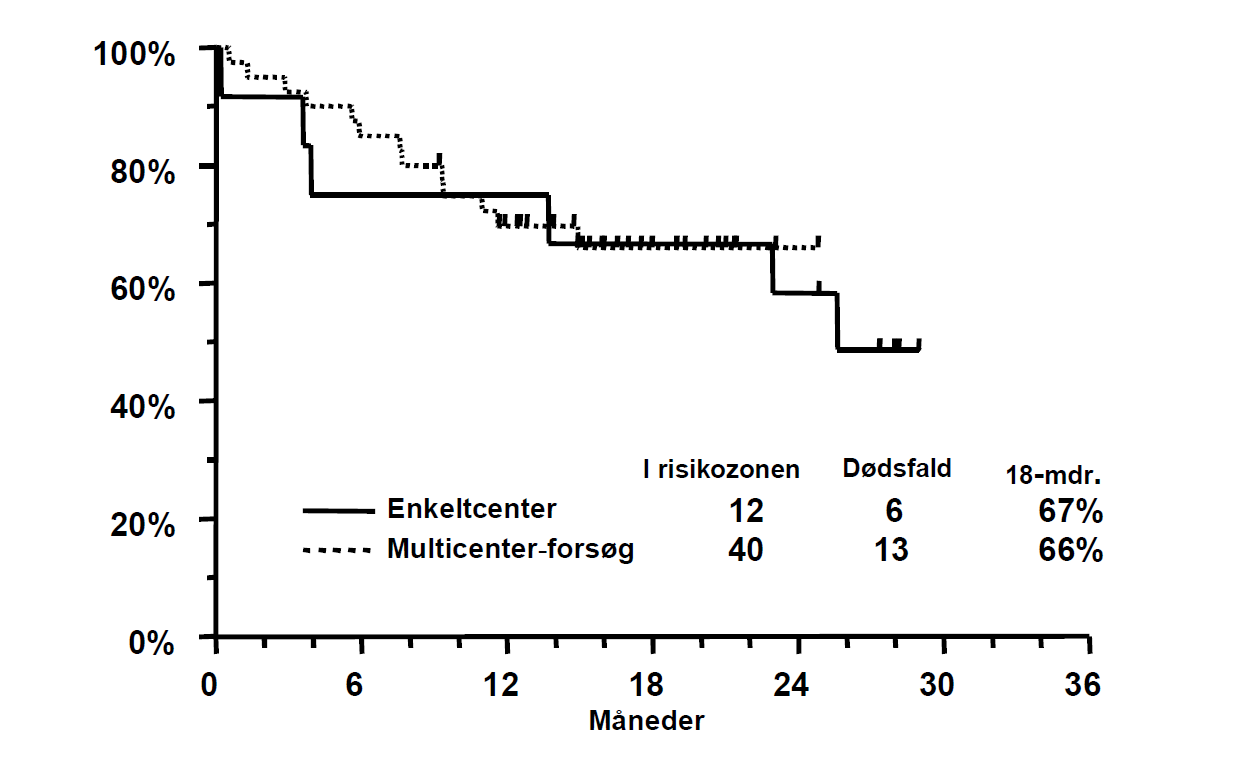 100%
80%
60%
40%
20%
0%
I risikozonen Dødsfald 18-mdr.
Enkeltcenter 12 6 67%
Multicenter-forsøg 40 13 66%
0 6 12 18 24 30 36
Måneder